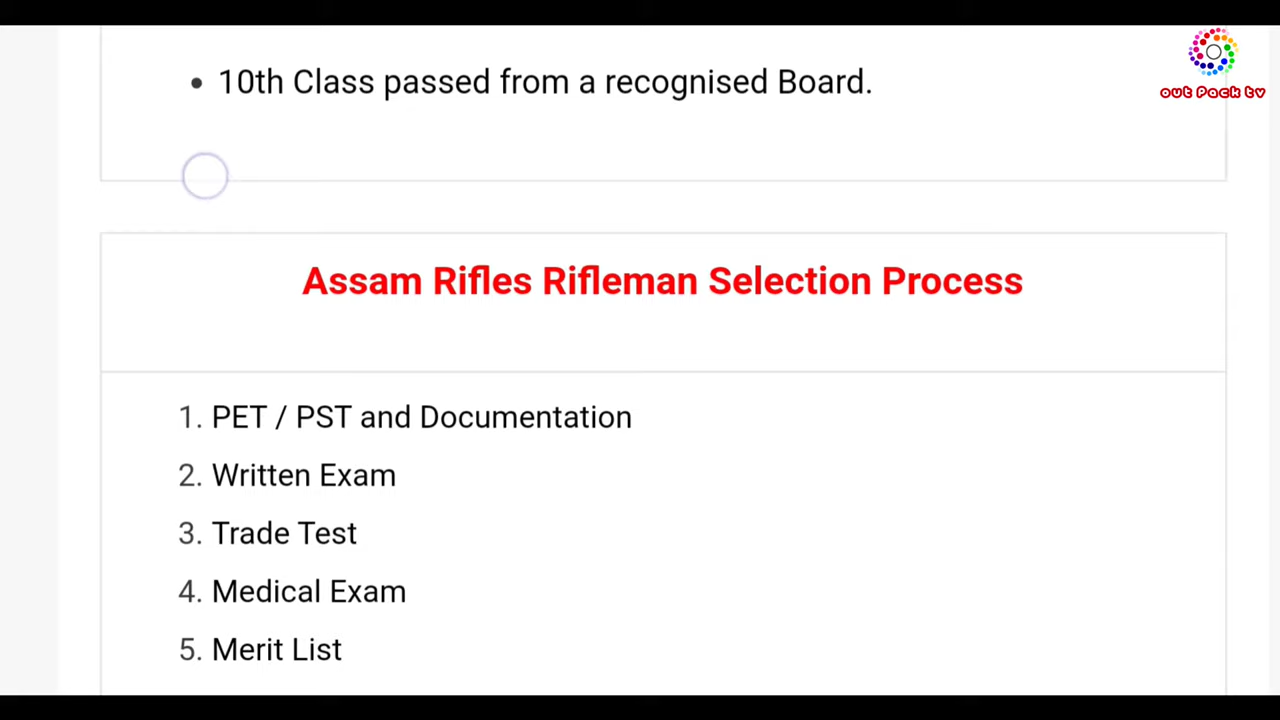 out Pack tv
• 10th Class passed from a recognised Board.
Assam Rifles Rifleman Selection Process
1. PET / PST and Documentation
2. Written Exam
3. Trade Test
4. Medical Exam
5. Merit List